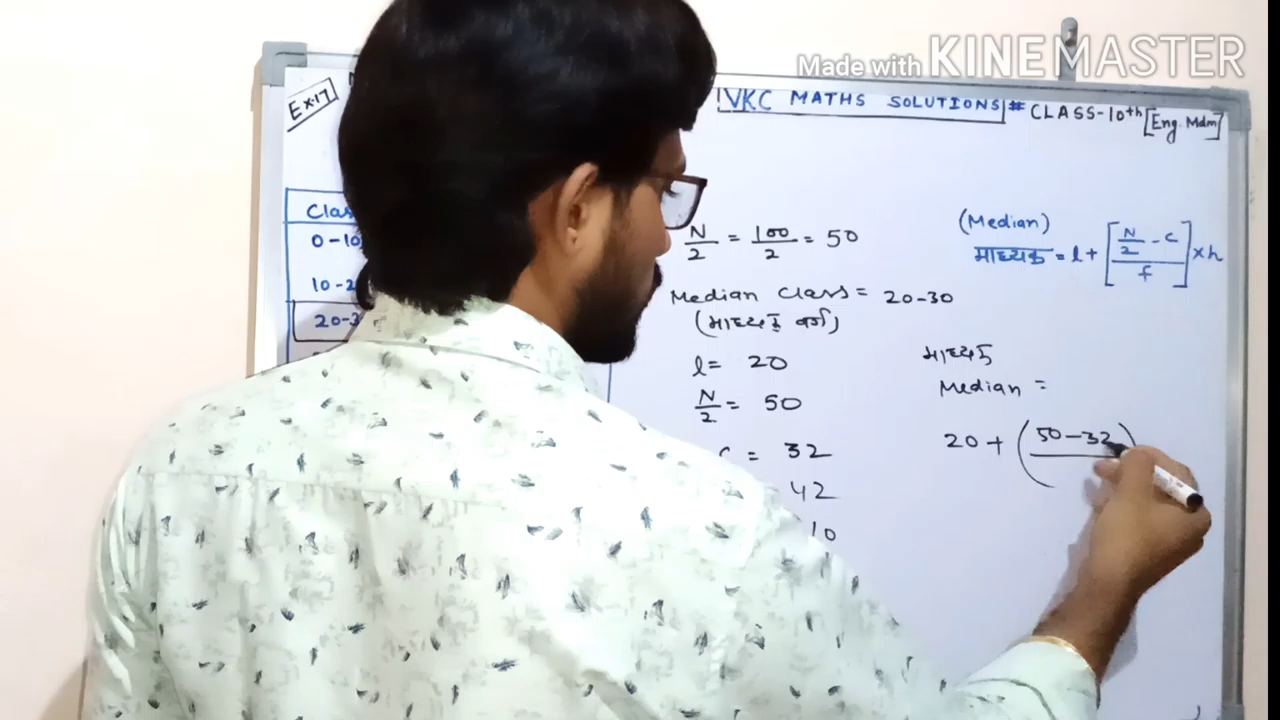 Made with KINEMASTER
Ex.17
VKC MATHS SOLUTIONS # CLASS-10th [Eng. Mdm]
Clas
0-10
10-2
20-3
N/2 = 100/2 = 50
Median Class = 20-30
(माध्यक वर्ग)
l = 20
N/2 = 50
C = 32
42
10
(Median)
माध्यक = l + [(N/2 - C)/f] × h
माध्यक
Median =
20 + (50-32)